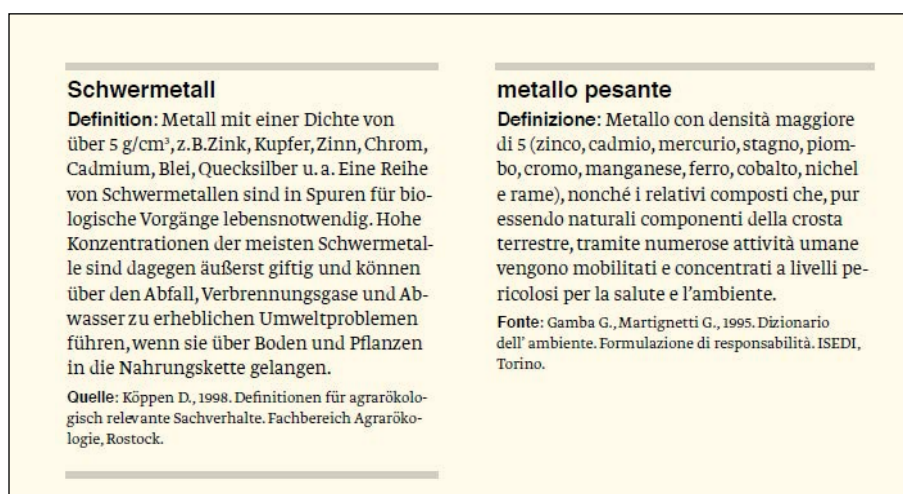 Schwermetall
Definition: Metall mit einer Dichte von
über 5 g/cm³, z.B.Zink, Kupfer, Zinn, Chrom,
Cadmium, Blei, Quecksilber u. a. Eine Reihe
von Schwermetallen sind in Spuren für bio-
logische Vorgänge lebensnotwendig. Hohe
Konzentrationen der meisten Schwermetal-
le sind dagegen äußerst giftig und können
über den Abfall, Verbrennungsgase und Ab-
wasser zu erheblichen Umweltproblemen
führen, wenn sie über Boden und Pflanzen
in die Nahrungskette gelangen.
Quelle: Köppen D., 1998. Definitionen für agrarökolo-
gisch relevante Sachverhalte. Fachbereich Agraröko-
logie, Rostock.
metallo pesante
Definizione: Metallo con densità maggiore
di 5 (zinco, cadmio, mercurio, stagno, piom-
bo, cromo, manganese, ferro, cobalto, nichel
e rame), nonché i relativi composti che, pur
essendo naturali componenti della crosta
terrestre, tramite numerose attività umane
vengono mobilitati e concentrati a livelli pe-
ricolosi per la salute e l'ambiente.
Fonte: Gamba G., Martignetti G., 1995. Dizionario
dell' ambiente. Formulazione di responsabilità. ISEDI,
Torino.